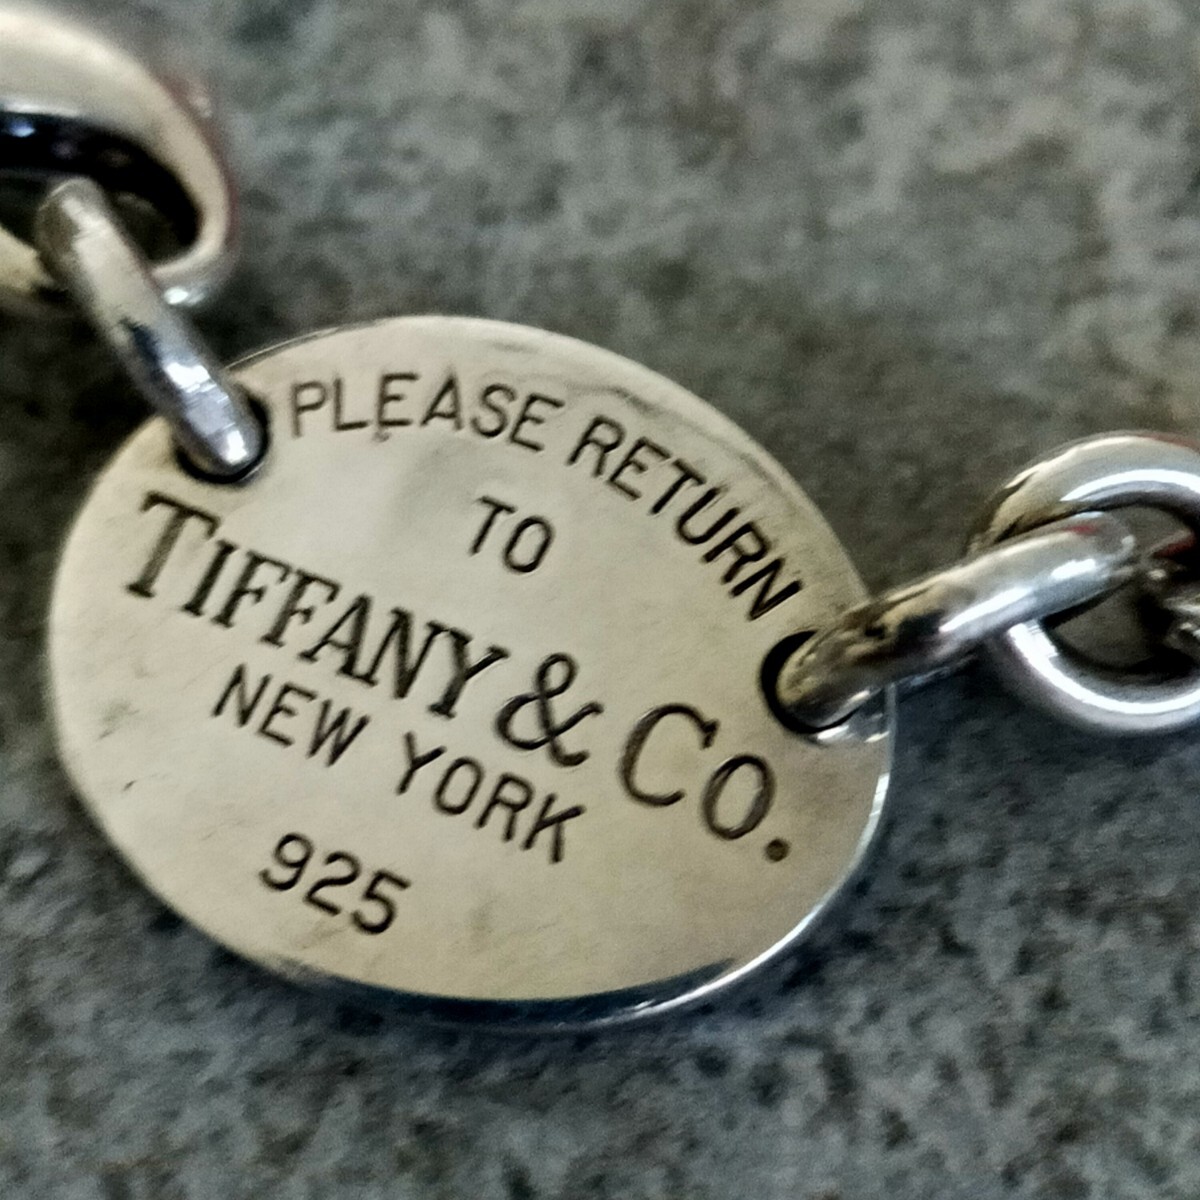 PLEASE RETURN
TO
TIFFANY & CO.
NEW YORK
925